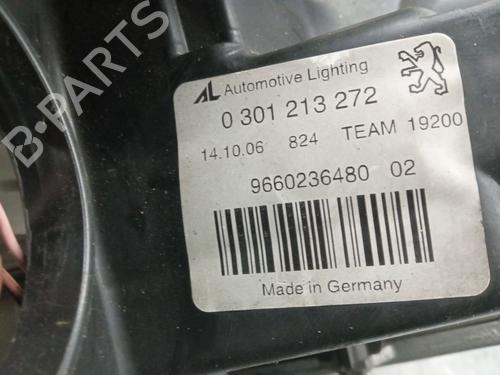 B-PARTS
AL Automotive Lighting
0 301 213 272
14.10.06 824 TEAM 19200
9660236480 02
Made in Germany